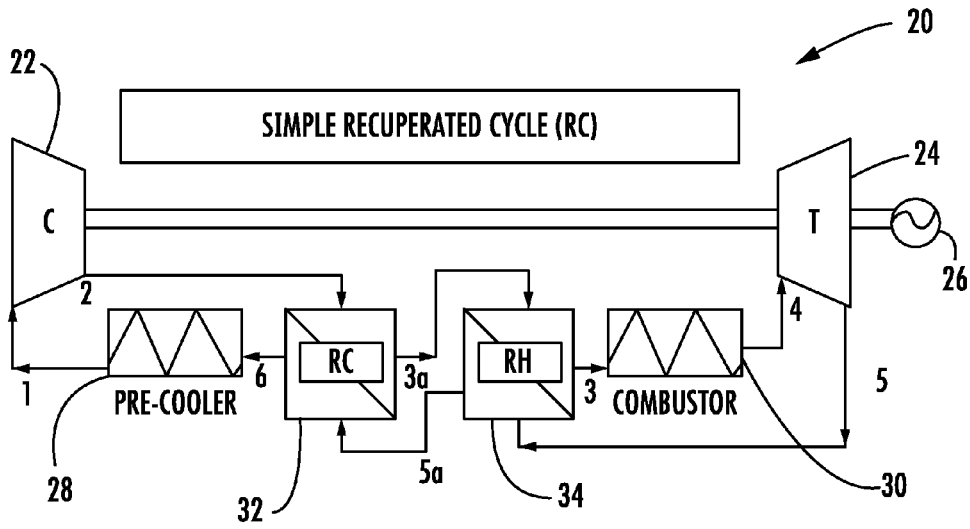 20
22
SIMPLE RECUPERATED CYCLE (RC)
24
C
T
26
2
4
RC
RH
1
PRE-COOLER
6
3a
3
COMBUSTOR
5
5a
28
32
34
30